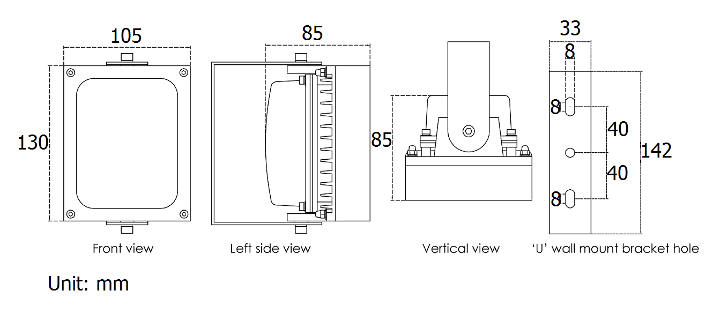 105
130
Front view
85
Left side view
85
Vertical view
33
8
8
40
142
40
8
‘U’ wall mount bracket hole
Unit: mm